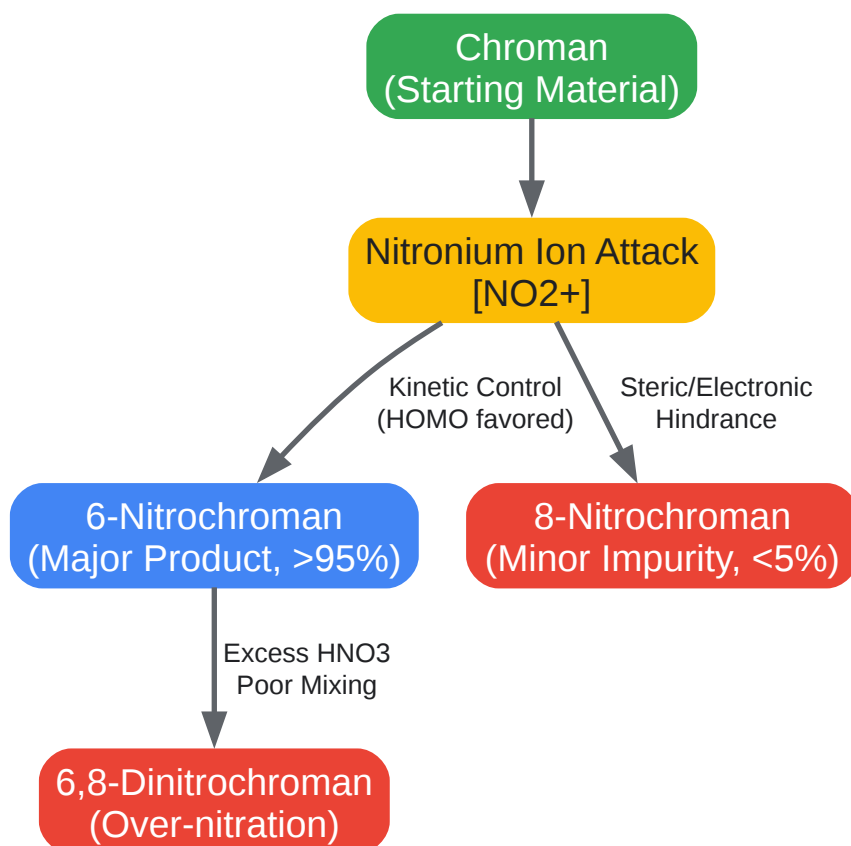 Chroman
(Starting Material)
Nitronium Ion Attack
[NO2+]
Kinetic Control
(HOMO favored)
Steric/Electronic
Hindrance
6-Nitrochroman
(Major Product, >95%)
8-Nitrochroman
(Minor Impurity, <5%)
Excess HNO3
Poor Mixing
6,8-Dinitrochroman
(Over-nitration)